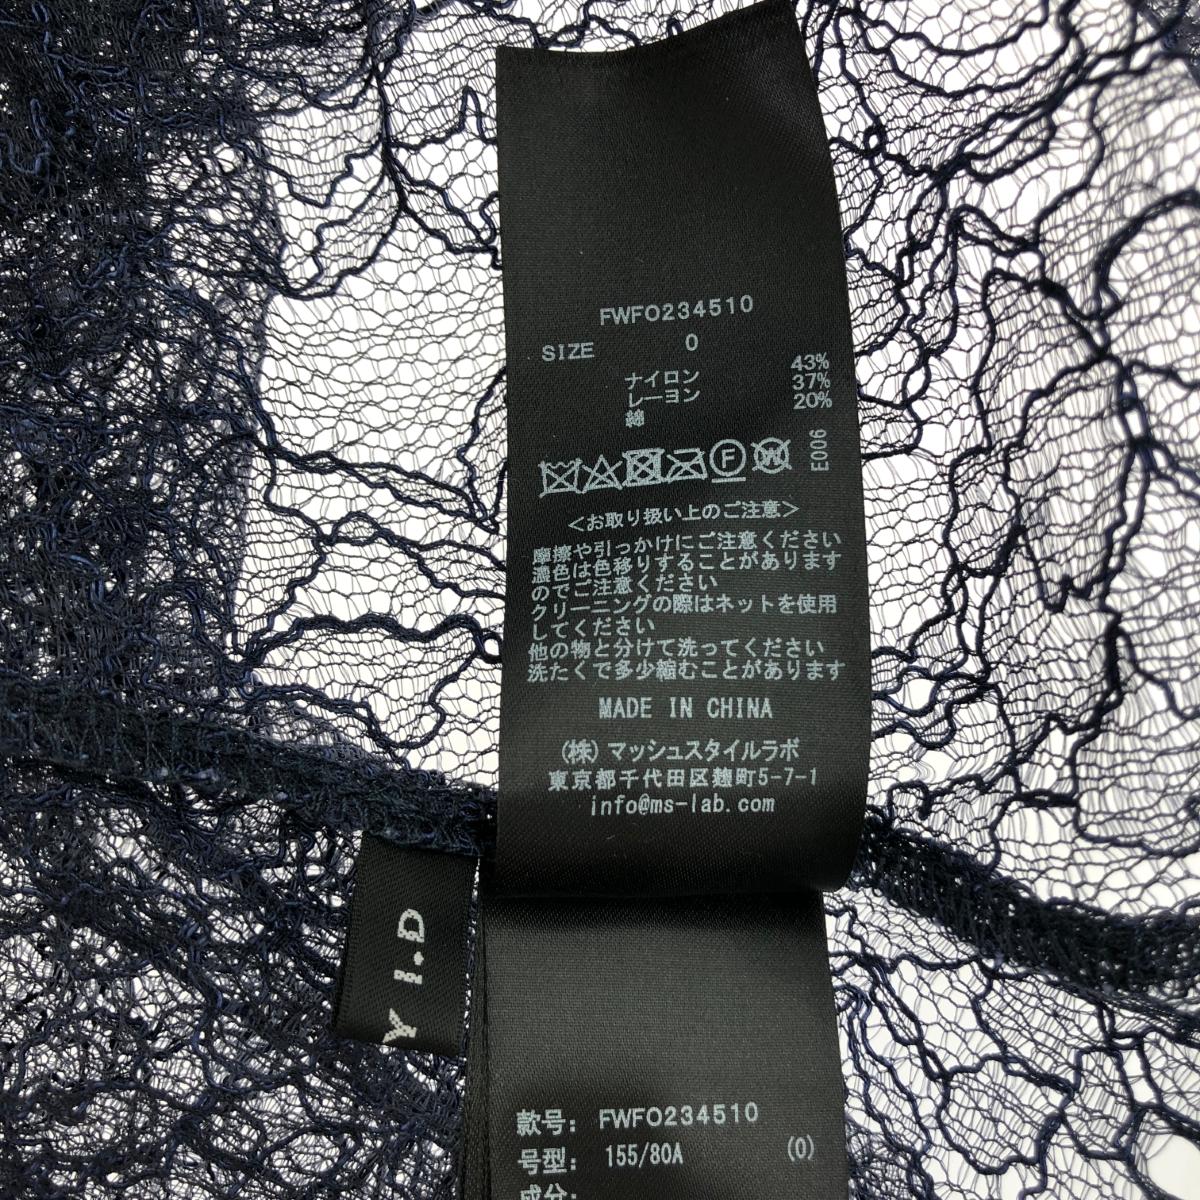 FWFO234510
SIZE 0
ナイロン 43%
レーヨン 37%
綿 20%
F W
E006
<お取り扱い上のご注意>
摩擦や引っかけにご注意ください
濃色は色移りすることがあります
のでご注意ください
クリーニングの際はネットを使用
してください
他の物と分けて洗ってください
洗たくで多少縮むことがあります
MADE IN CHINA
(株)マッシュスタイルラボ
東京都千代田区麹町5-7-1
info@ms-lab.com
Y i.D
款号: FWFO234510
号型: 155/80A (0)
成分: